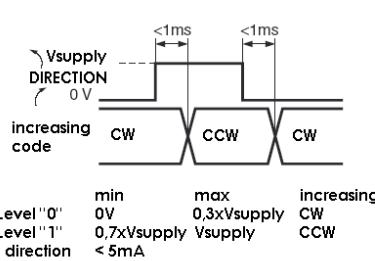 <1ms <1ms
Vsupply
DIRECTION
0 V
increasing code CW CCW CW
min max increasing
Level "0" 0V 0,3xVsupply CW
Level "1" 0,7xVsupply Vsupply CCW
direction < 5mA